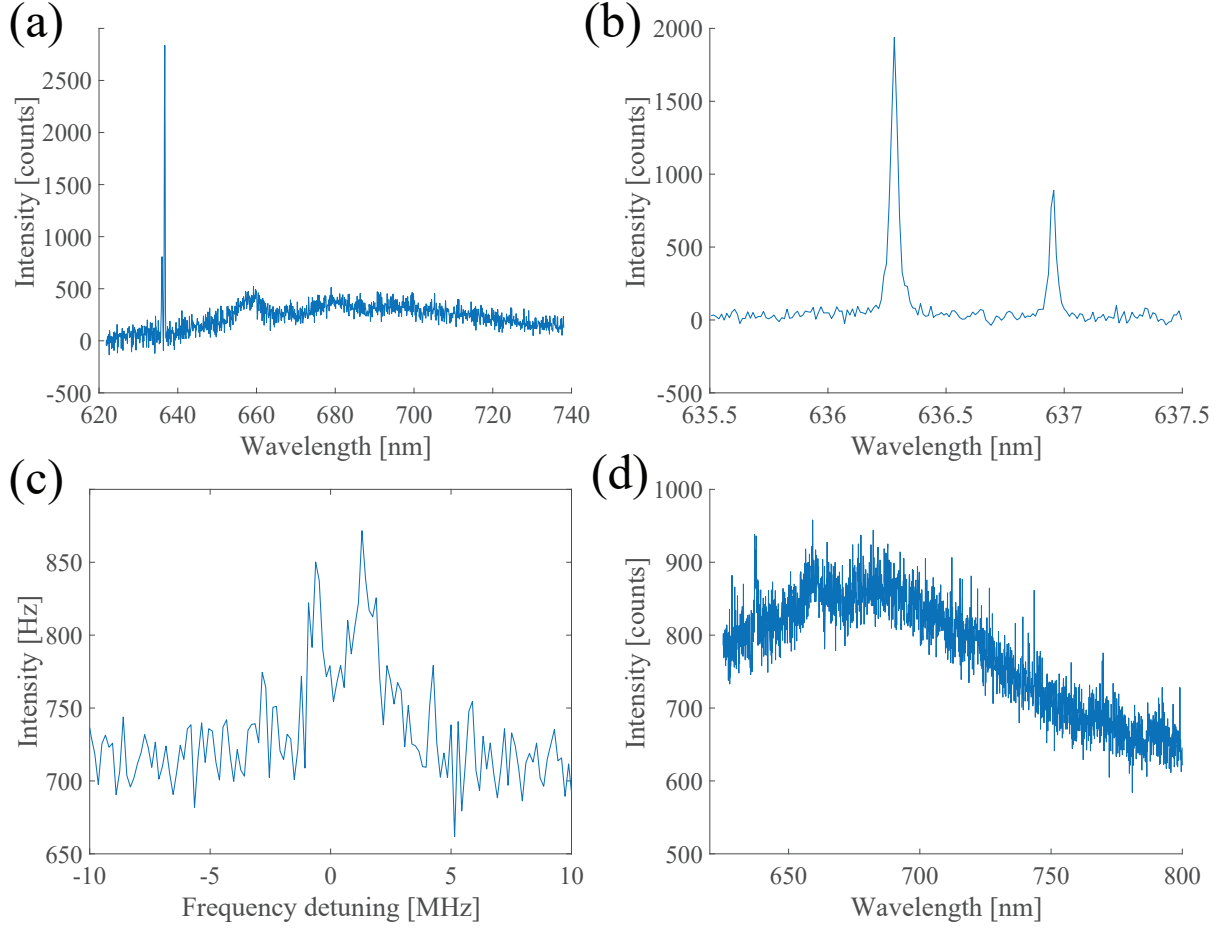 (a)
2500
2000
1500
1000
500
0
-500
620 640 660 680 700 720 740
Wavelength [nm]
Intensity [counts]
(b)
2000
1500
1000
500
0
-500
635.5 636 636.5 637 637.5
Wavelength [nm]
Intensity [counts]
(c)
850
800
750
700
650
-10 -5 0 5 10
Frequency detuning [MHz]
Intensity [Hz]
(d)
1000
900
800
700
600
500
650 700 750 800
Wavelength [nm]
Intensity [counts]